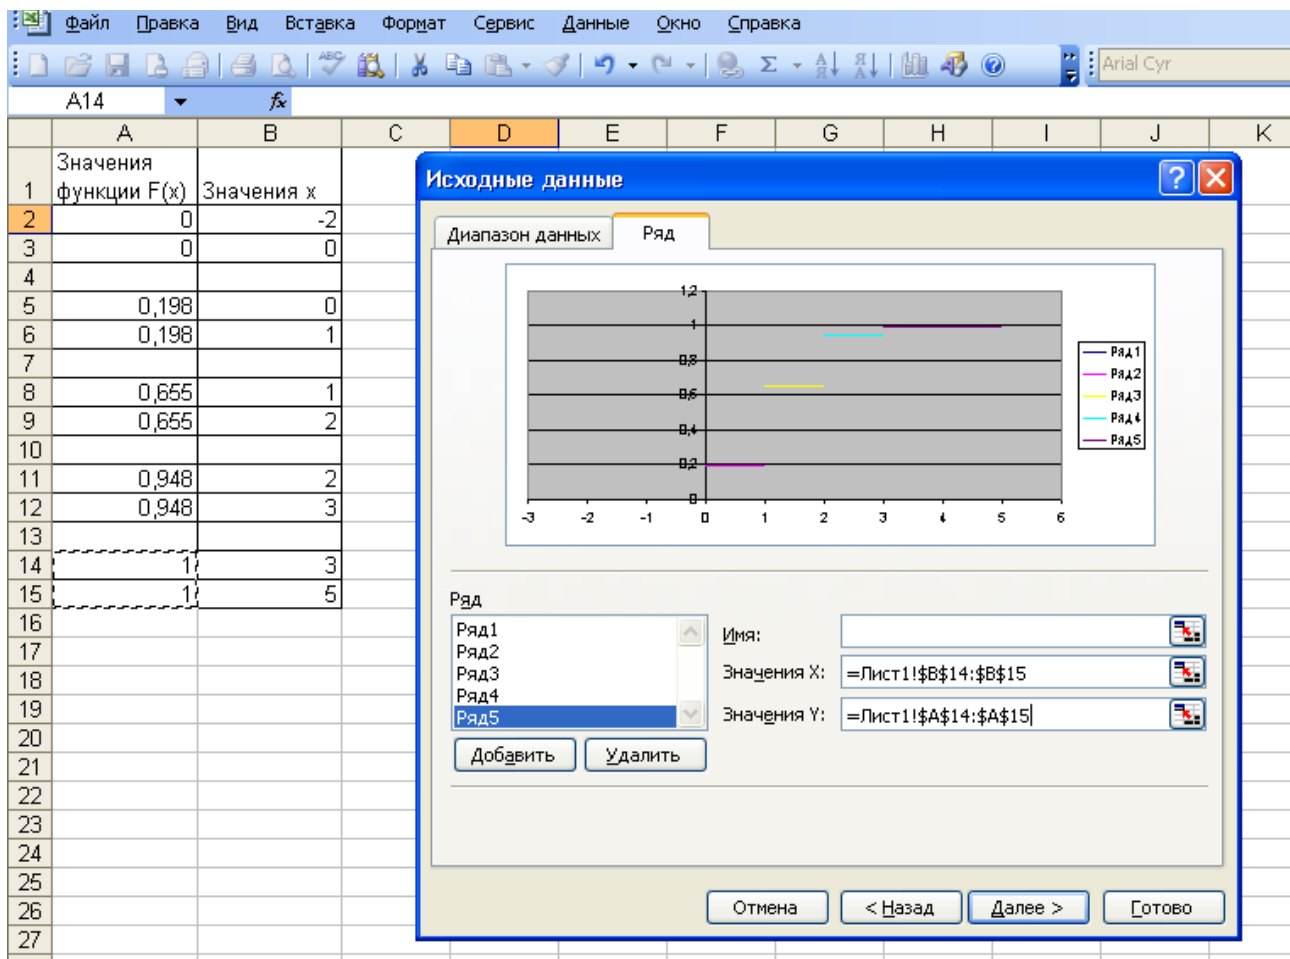 Файл Правка Вид Вставка Формат Сервис Данные Окно Справка
ABC Σ А Я Я А ? Arial Cyr
A14 fx
A B C D E F G H I J K
Значения
1 функции F(x) Значения x
2 0 -2
3 0 0
4
5 0,198 0
6 0,198 1
7
8 0,655 1
9 0,655 2
10
11 0,948 2
12 0,948 3
13
14 1 3
15 1 5
16
17
18
19
20
21
22
23
24
25
26
27
Исходные данные ?
Диапазон данных Ряд
1,2
1
0,8
0,6
0,4
0,2
0
-3 -2 -1 0 1 2 3 4 5 6
Ряд1
Ряд2
Ряд3
Ряд4
Ряд5
Ряд
Ряд1
Ряд2
Ряд3
Ряд4
Ряд5
Имя:
Значения X: =Лист1!$B$14:$B$15
Значения Y: =Лист1!$A$14:$A$15
Добавить Удалить
Отмена < Назад Далее > Готово